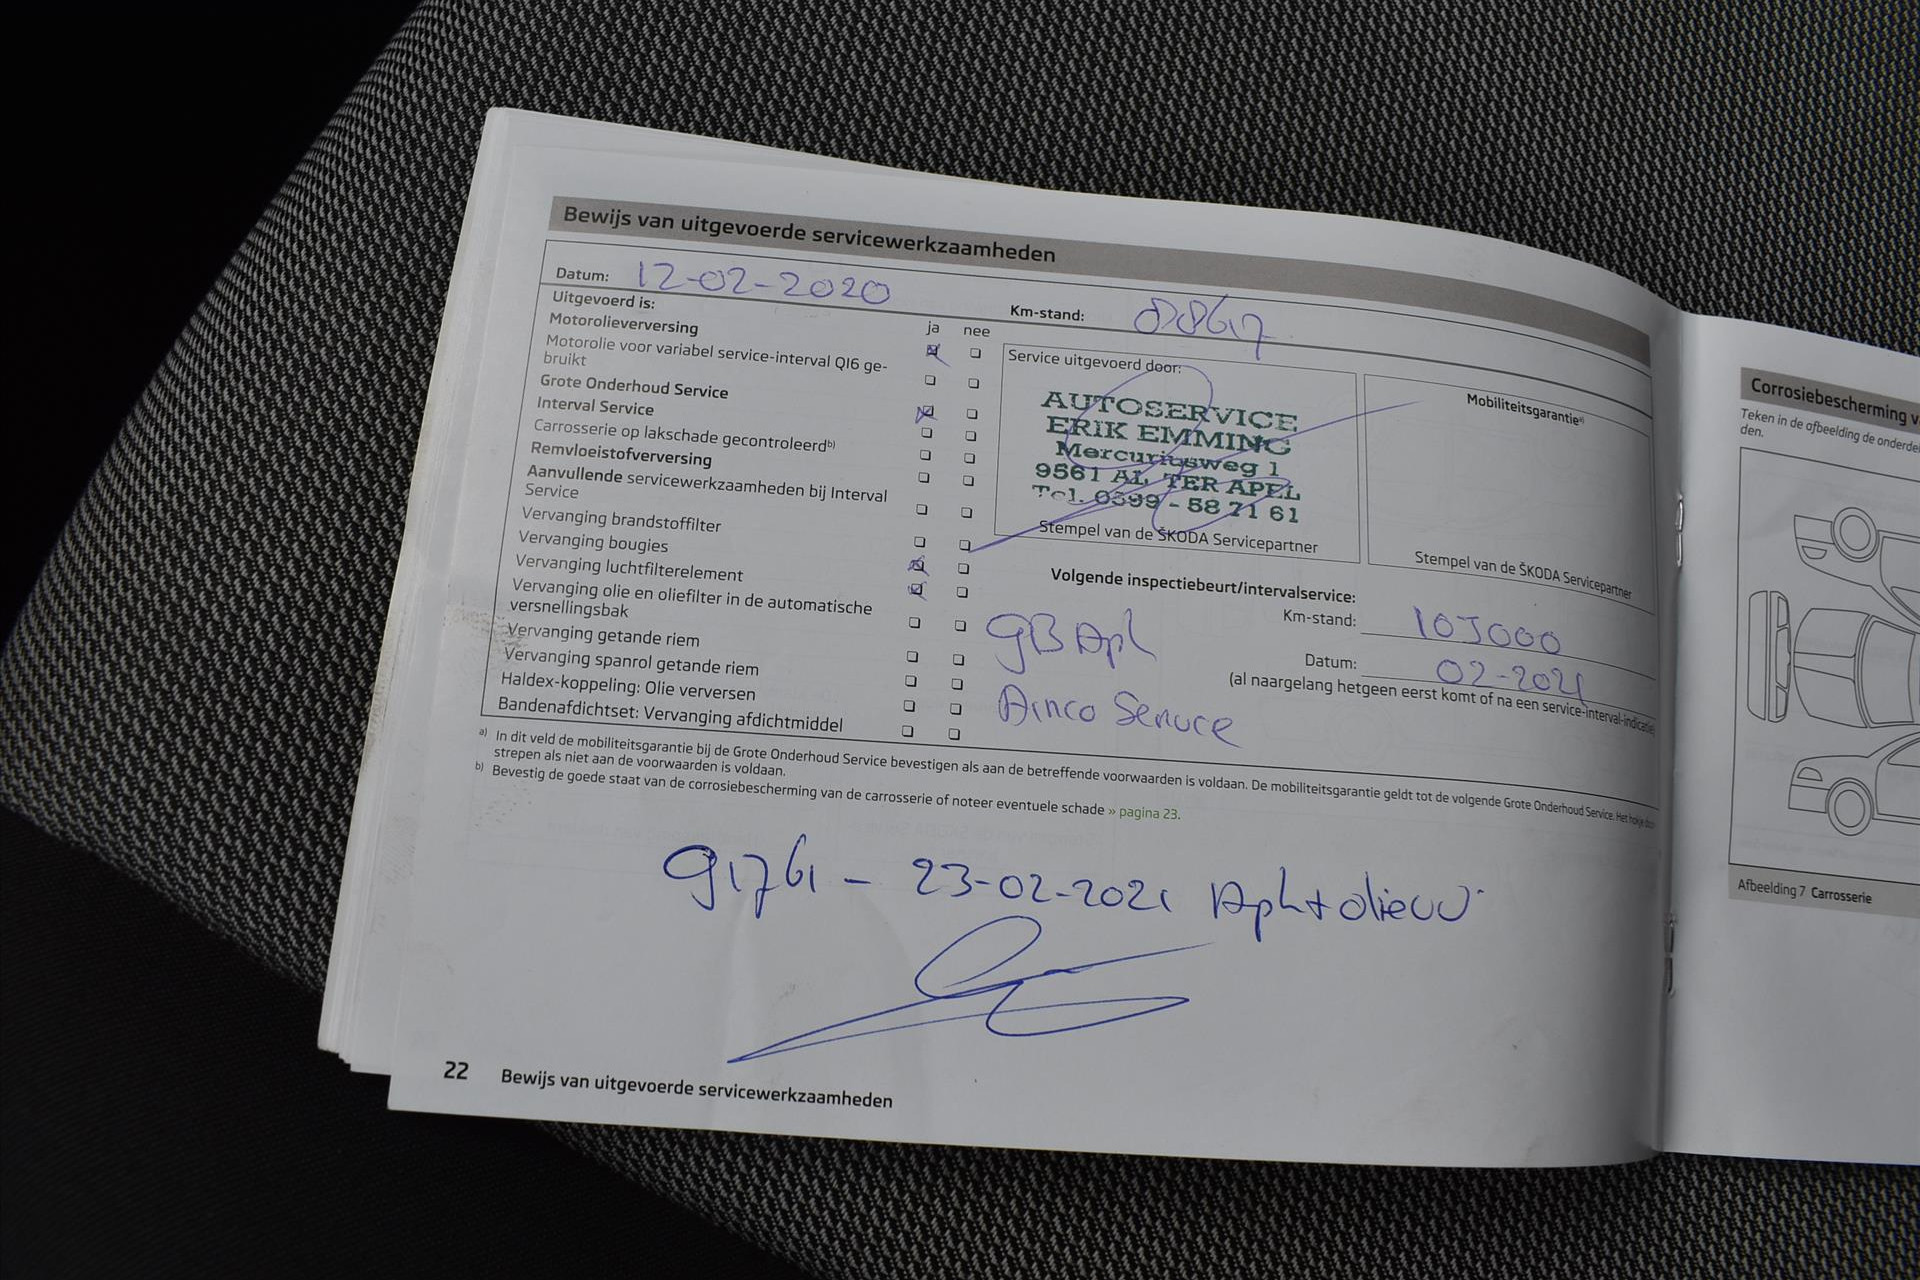 Bewijs van uitgevoerde servicewerkzaamheden
Datum: 12-02-2020
Km-stand: 88617
Uitgevoerd is:
ja nee
Motorolieverversing
Motorolie voor variabel service-interval QI6 ge-
bruikt
Grote Onderhoud Service
Interval Service
Carrosserie op lakschade gecontroleerd b)
Remvloeistofverversing
Aanvullende servicewerkzaamheden bij Interval
Service
Vervanging brandstoffilter
Vervanging bougies
Vervanging luchtfilterelement
Vervanging olie en oliefilter in de automatische
versnellingsbak
Vervanging getande riem
Vervanging spanrol getande riem
Haldex-koppeling: Olie verversen
Bandenafdichtset: Vervanging afdichtmiddel
Service uitgevoerd door:
AUTOSERVICE
ERIK EMMING
Mercuriusweg 1
9561 AL TER APEL
Tel. 0599 - 58 71 61
Stempel van de ŠKODA Servicepartner
Mobiliteitsgarantie a)
Stempel van de ŠKODA Servicepartner
Volgende inspectiebeurt/intervalservice:
Km-stand: 105000
Datum: 02-2021
(al naargelang hetgeen eerst komt of na een service-interval-indicatie)
GB Apk
Airco Service
a) In dit veld de mobiliteitsgarantie bij de Grote Onderhoud Service bevestigen als aan de betreffende voorwaarden is voldaan. De mobiliteitsgarantie geldt tot de volgende Grote Onderhoud Service. Het hokje
strepen als niet aan de voorwaarden is voldaan.
b) Bevestig de goede staat van de corrosiebescherming van de carrosserie of noteer eventuele schade » pagina 23.
91761 - 23-02-2021 Apk + olie
22 Bewijs van uitgevoerde servicewerkzaamheden
Corrosiebescherming
Teken in de afbeelding de
den.
Afbeelding 7 Carrosserie